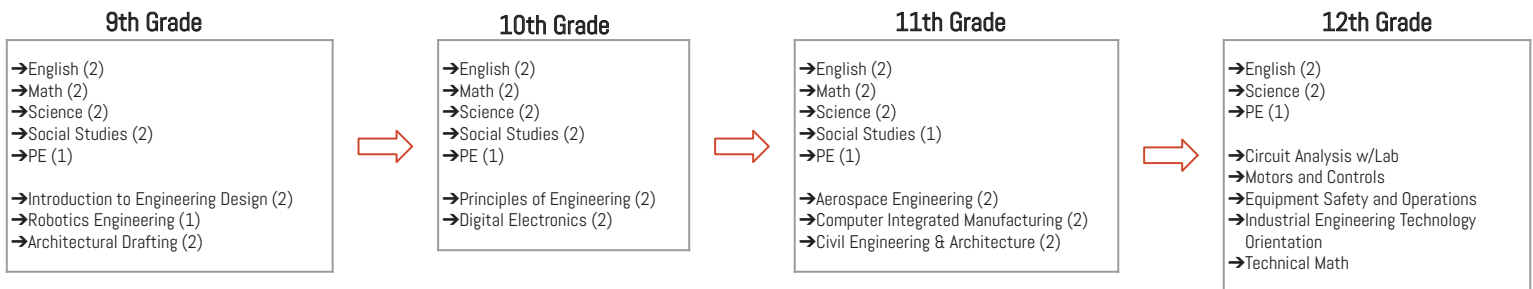 9th Grade
➔English (2)
➔Math (2)
➔Science (2)
➔Social Studies (2)
➔PE (1)
➔Introduction to Engineering Design (2)
➔Robotics Engineering (1)
➔Architectural Drafting (2)
10th Grade
➔English (2)
➔Math (2)
➔Science (2)
➔Social Studies (2)
➔PE (1)
➔Principles of Engineering (2)
➔Digital Electronics (2)
11th Grade
➔English (2)
➔Math (2)
➔Science (2)
➔Social Studies (1)
➔PE (1)
➔Aerospace Engineering (2)
➔Computer Integrated Manufacturing (2)
➔Civil Engineering & Architecture (2)
12th Grade
➔English (2)
➔Science (2)
➔PE (1)
➔Circuit Analysis w/Lab
➔Motors and Controls
➔Equipment Safety and Operations
➔Industrial Engineering Technology
Orientation
➔Technical Math